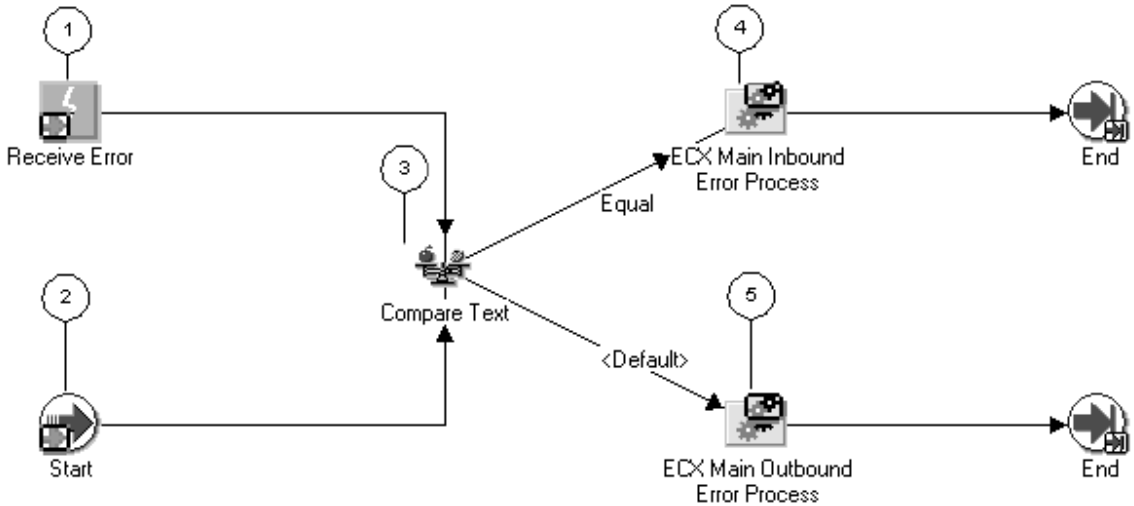 1
4
Receive Error
ECX Main Inbound
Error Process
End
3
Equal
2
Compare Text
5
<Default>
Start
ECX Main Outbound
Error Process
End